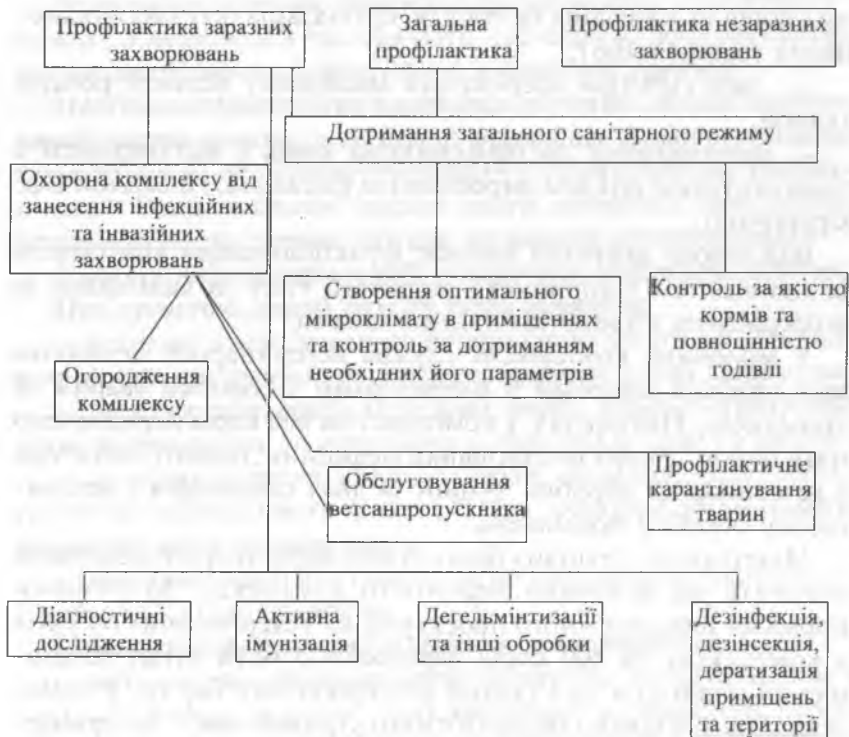 Профілактика заразних
захворювань
Загальна
профілактика
Профілактика незаразних
захворювань
Дотримання загального санітарного режиму
Охорона комплексу від
занесення інфекційних
та інвазійних
захворювань
Створення оптимального
мікроклімату в приміщеннях
та контроль за дотриманням
необхідних його параметрів
Контроль за якістю
кормів та
повноцінністю
годівлі
Огородження
комплексу
Обслуговування
ветсанпропускника
Профілактичне
карантинування
тварин
Діагностичні
дослідження
Активна
імунізація
Дегельмінтизації
та інші обробки
Дезінфекція,
дезінсекція,
дератизація
приміщень
та території